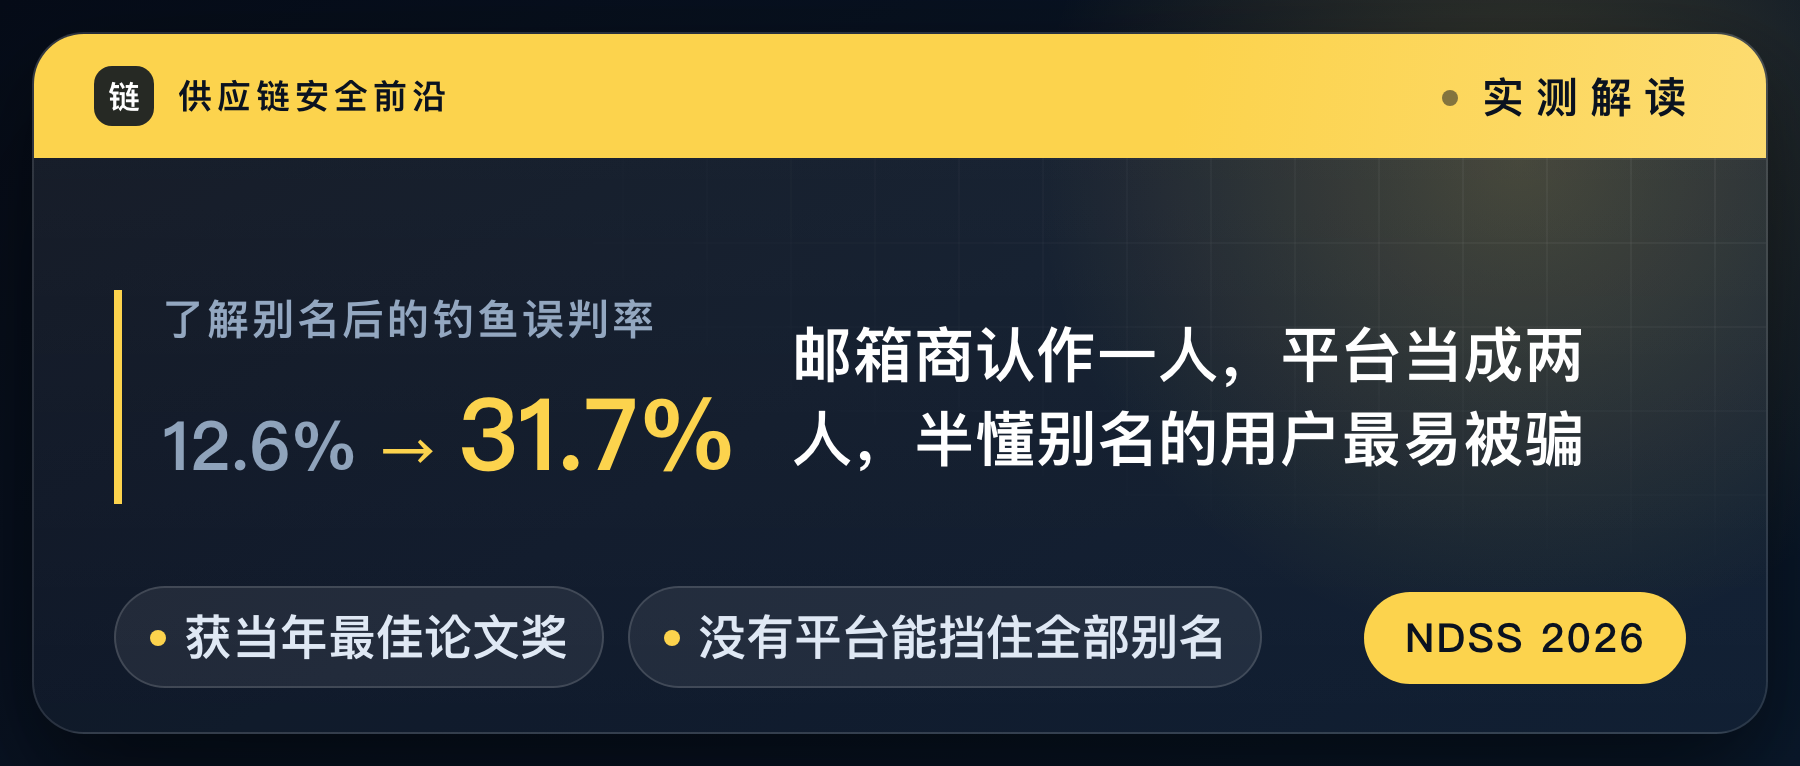 链 供应链安全前沿
实测解读
了解别名后的钓鱼误判率
12.6% → 31.7%
邮箱商认作一人，平台当成两
人，半懂别名的用户最易被骗
获当年最佳论文奖
没有平台能挡住全部别名
NDSS 2026